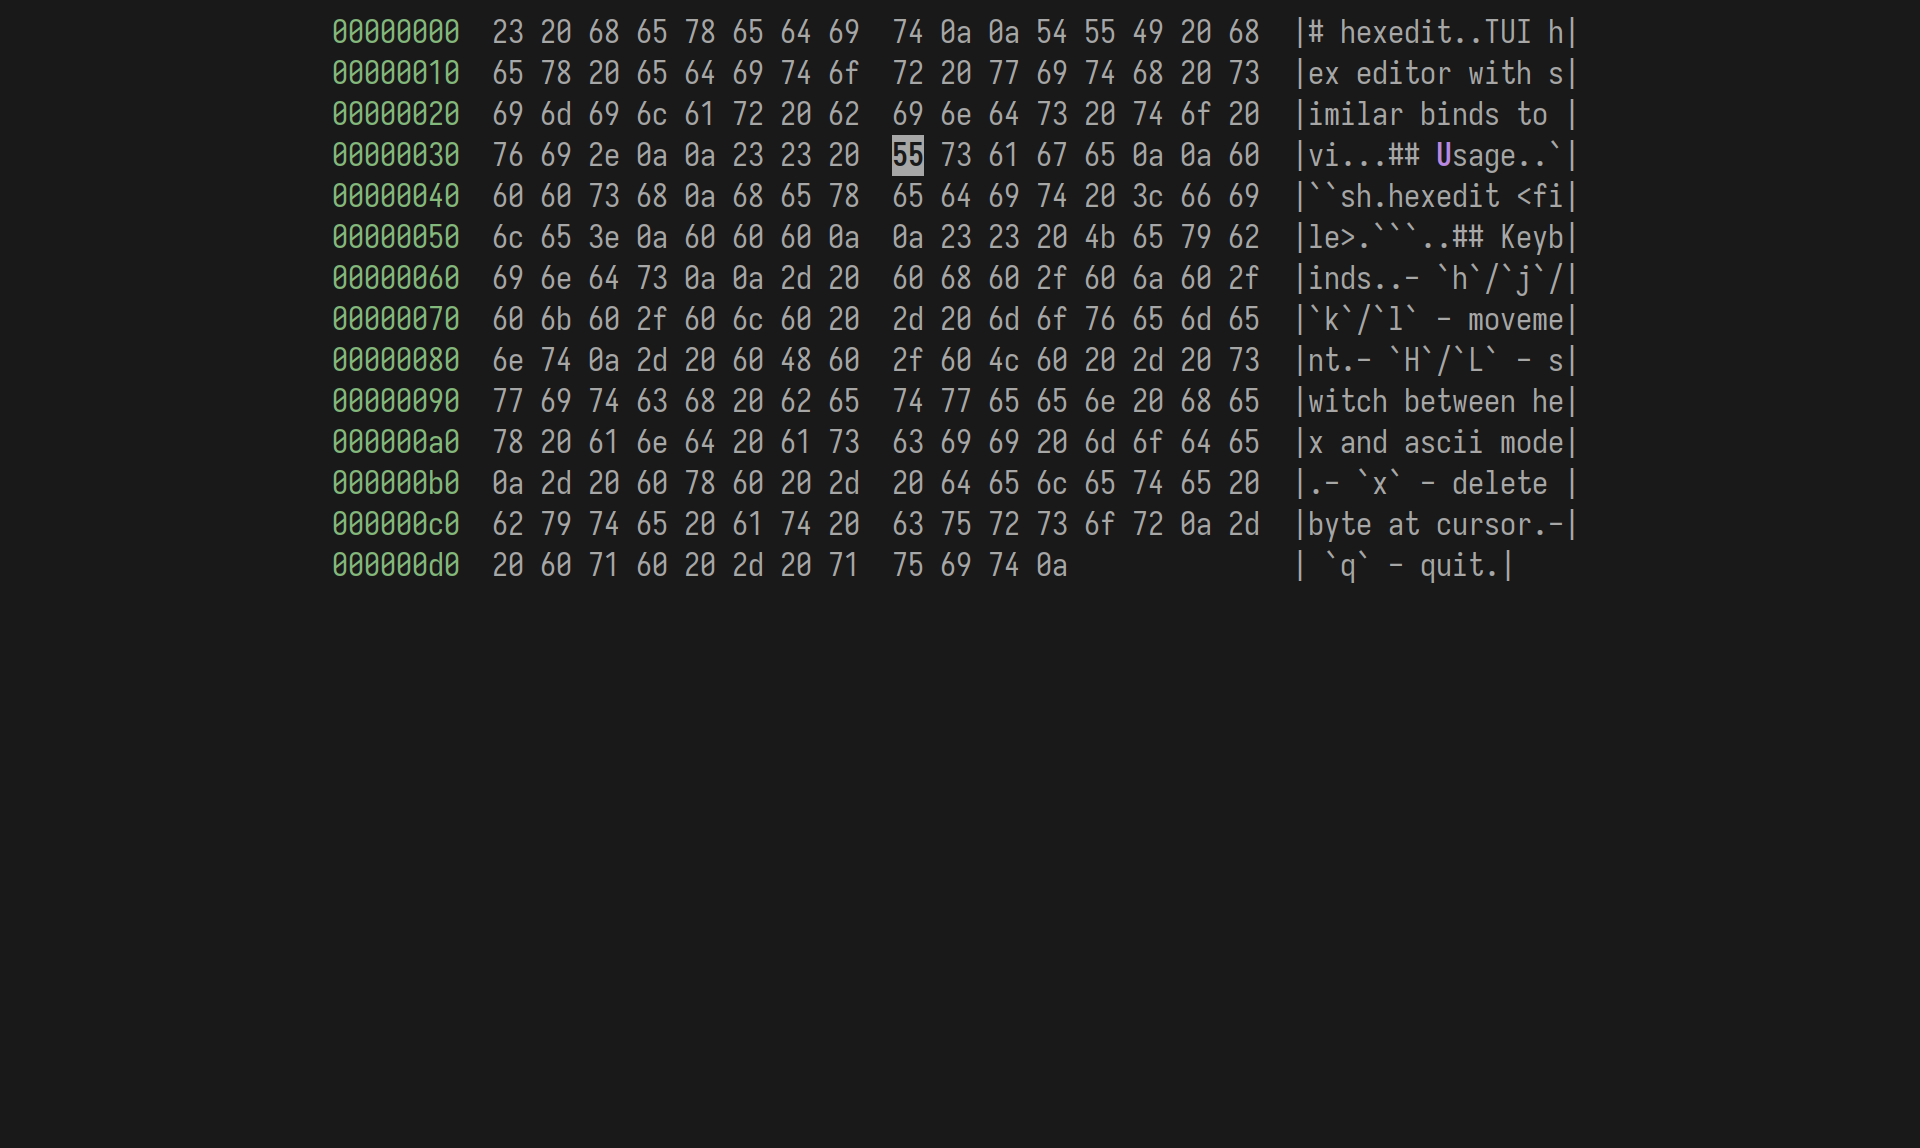 00000000  23 20 68 65 78 65 64 69  74 0a 0a 54 55 49 20 68  |# hexedit..TUI h|
00000010  65 78 20 65 64 69 74 6f  72 20 77 69 74 68 20 73  |ex editor with s|
00000020  69 6d 69 6c 61 72 20 62  69 6e 64 73 20 74 6f 20  |imilar binds to |
00000030  76 69 2e 0a 0a 23 23 20  55 73 61 67 65 0a 0a 60  |vi...## Usage..`|
00000040  60 60 73 68 0a 68 65 78  65 64 69 74 20 3c 66 69  |``sh.hexedit <fi|
00000050  6c 65 3e 0a 60 60 60 0a  0a 23 23 20 4b 65 79 62  |le>.```..## Keyb|
00000060  69 6e 64 73 0a 0a 2d 20  60 68 60 2f 60 6a 60 2f  |inds..- `h`/`j`/|
00000070  60 6b 60 2f 60 6c 60 20  2d 20 6d 6f 76 65 6d 65  |`k`/`l` - moveme|
00000080  6e 74 0a 2d 20 60 48 60  2f 60 4c 60 20 2d 20 73  |nt.- `H`/`L` - s|
00000090  77 69 74 63 68 20 62 65  74 77 65 65 6e 20 68 65  |witch between he|
000000a0  78 20 61 6e 64 20 61 73  63 69 69 20 6d 6f 64 65  |x and ascii mode|
000000b0  0a 2d 20 60 78 60 20 2d  20 64 65 6c 65 74 65 20  |.- `x` - delete |
000000c0  62 79 74 65 20 61 74 20  63 75 72 73 6f 72 0a 2d  |byte at cursor.-|
000000d0  20 60 71 60 20 2d 20 71  75 69 74 0a              | `q` - quit.|